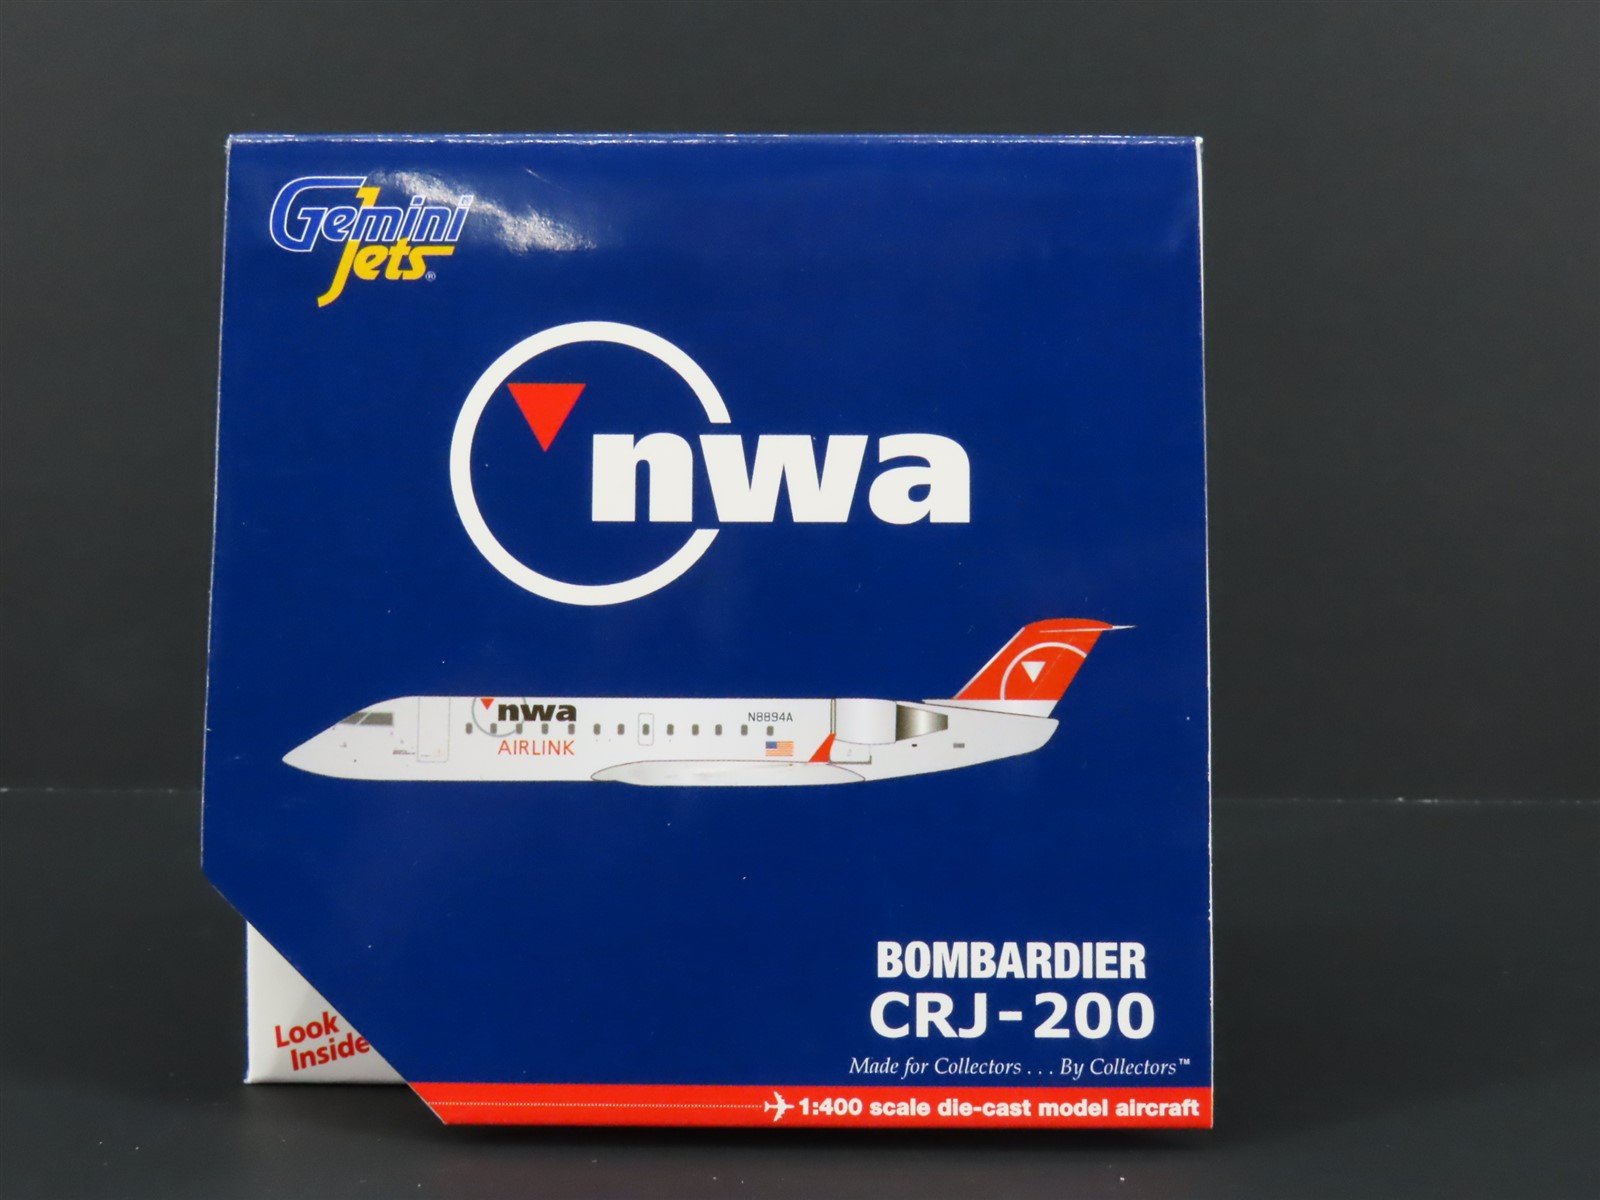 Gemini
Jets®
nwa
nwa
AIRLINK
N8894A
BOMBARDIER
CRJ-200
Made for Collectors . . . By Collectors™
Look
Inside
1:400 scale die-cast model aircraft